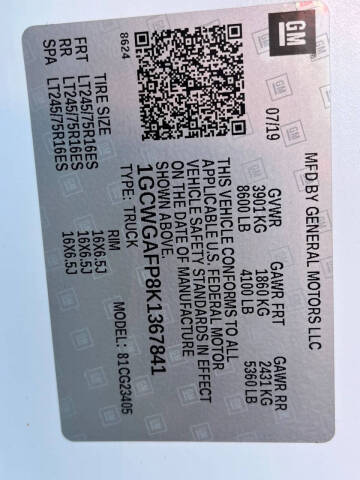 GM
MFD BY GENERAL MOTORS LLC
07/19
GVWR GAWR FRT GAWR RR
3901 KG 1860 KG 2431 KG
8600 LB 4100 LB 5360 LB
THIS VEHICLE CONFORMS TO ALL
APPLICABLE U.S. FEDERAL MOTOR
VEHICLE SAFETY STANDARDS IN EFFECT
ON THE DATE OF MANUFACTURE
SHOWN ABOVE.
1GCWGAFP8K1367841
TYPE: TRUCK
MODEL: 81CG23405
8624
TIRE SIZE RIM
FRT LT245/75R16ES 16X6.5J
RR LT245/75R16ES 16X6.5J
SPA LT245/75R16ES 16X6.5J